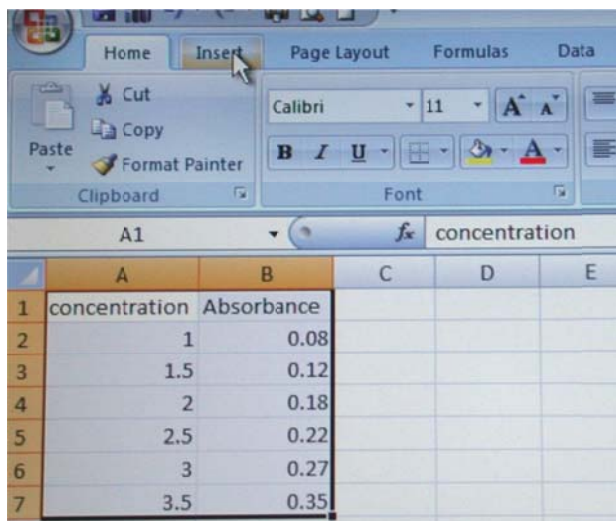 Home Insert Page Layout Formulas Data
Cut
Calibri 11 A A
Copy
Paste
Format Painter
B I U A
Clipboard Font
A1 fx concentration
A B C D E
1 concentration Absorbance
2 1 0.08
3 1.5 0.12
4 2 0.18
5 2.5 0.22
6 3 0.27
7 3.5 0.35